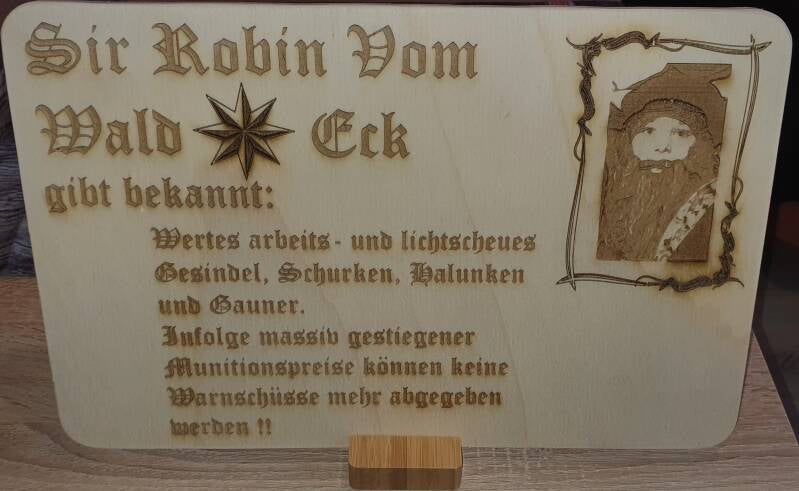 Sir Robin Vom
Wald Eck
gibt bekannt:
Wertes arbeits- und lichtscheues
Gesindel, Schurken, Halunken
und Gauner.
Infolge massiv gestiegener
Munitionspreise können keine
Warnschüsse mehr abgegeben
werden !!